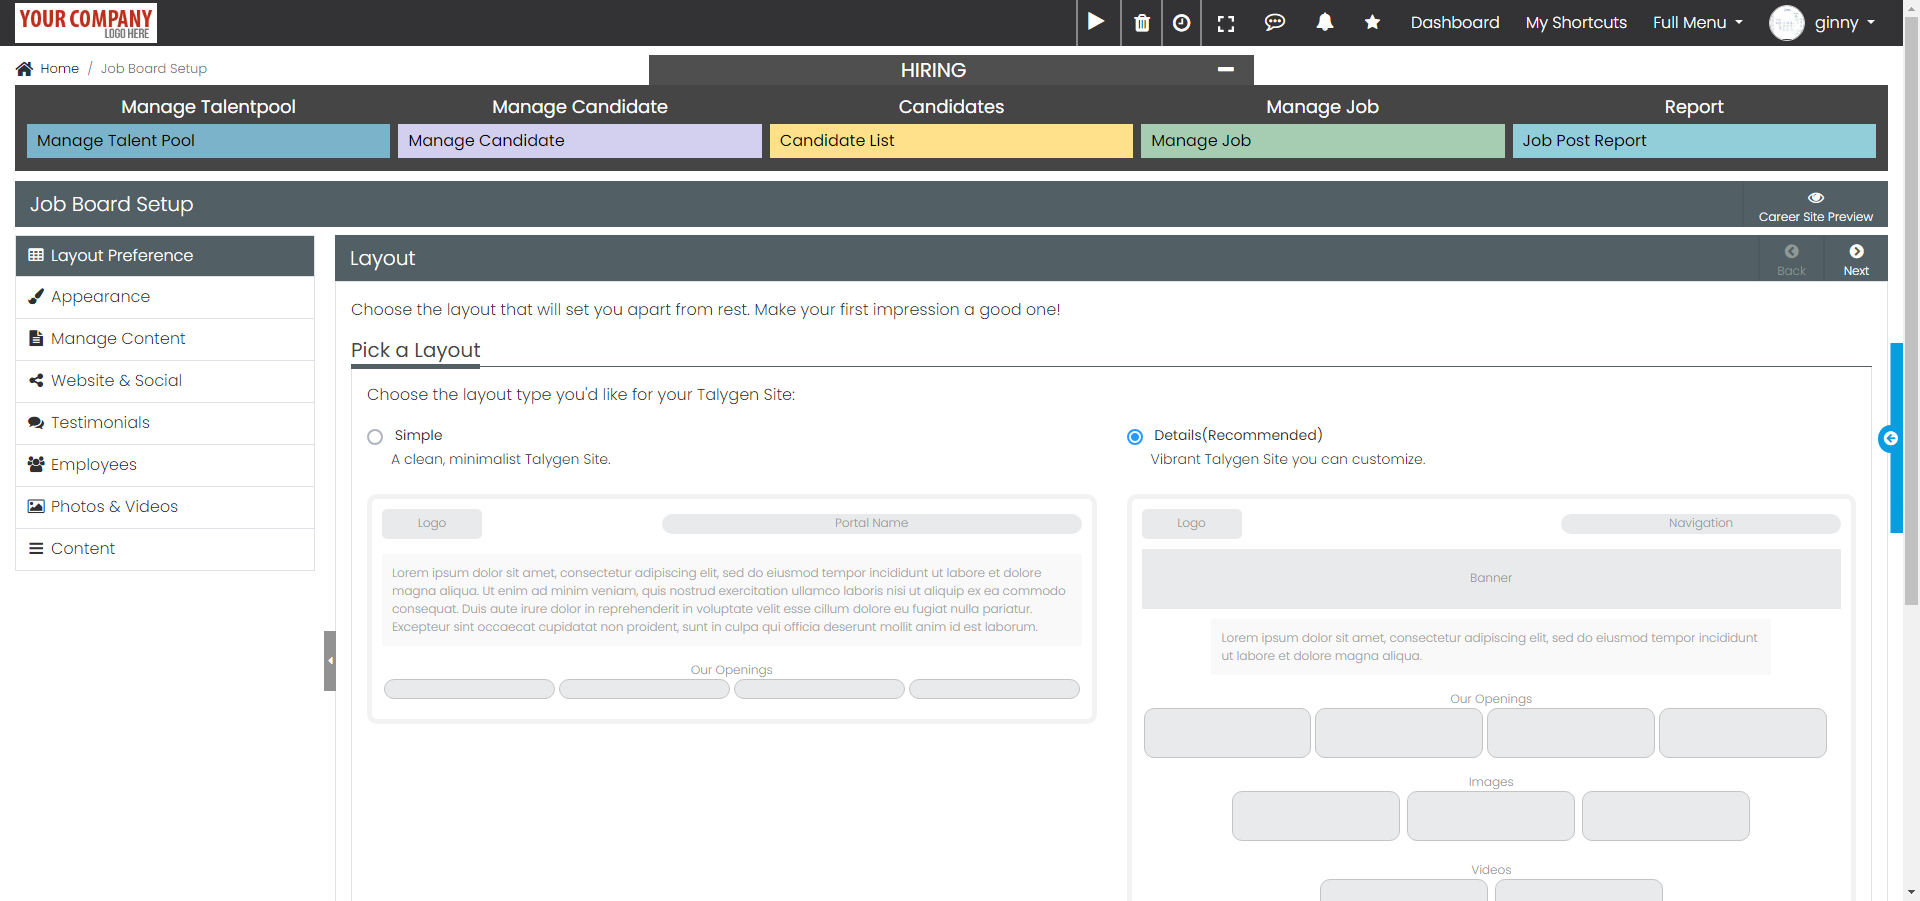 YOUR COMPANY
LOGO HERE
Dashboard
My Shortcuts
Full Menu
ginny
Home / Job Board Setup
HIRING
Manage Talentpool
Manage Candidate
Candidates
Manage Job
Report
Manage Talent Pool
Manage Candidate
Candidate List
Manage Job
Job Post Report
Job Board Setup
Career Site Preview
Layout Preference
Appearance
Manage Content
Website & Social
Testimonials
Employees
Photos & Videos
Content
Layout
Back
Next
Choose the layout that will set you apart from rest. Make your first impression a good one!
Pick a Layout
Choose the layout type you'd like for your Talygen Site:
Simple
A clean, minimalist Talygen Site.
Logo
Portal Name
Lorem ipsum dolor sit amet, consectetur adipiscing elit, sed do eiusmod tempor incididunt ut labore et dolore
magna aliqua. Ut enim ad minim veniam, quis nostrud exercitation ullamco laboris nisi ut aliquip ex ea commodo
consequat. Duis aute irure dolor in reprehenderit in voluptate velit esse cillum dolore eu fugiat nulla pariatur.
Excepteur sint occaecat cupidatat non proident, sunt in culpa qui officia deserunt mollit anim id est laborum.
Our Openings
Details(Recommended)
Vibrant Talygen Site you can customize.
Logo
Navigation
Banner
Lorem ipsum dolor sit amet, consectetur adipiscing elit, sed do eiusmod tempor incididunt
ut labore et dolore magna aliqua.
Our Openings
Images
Videos